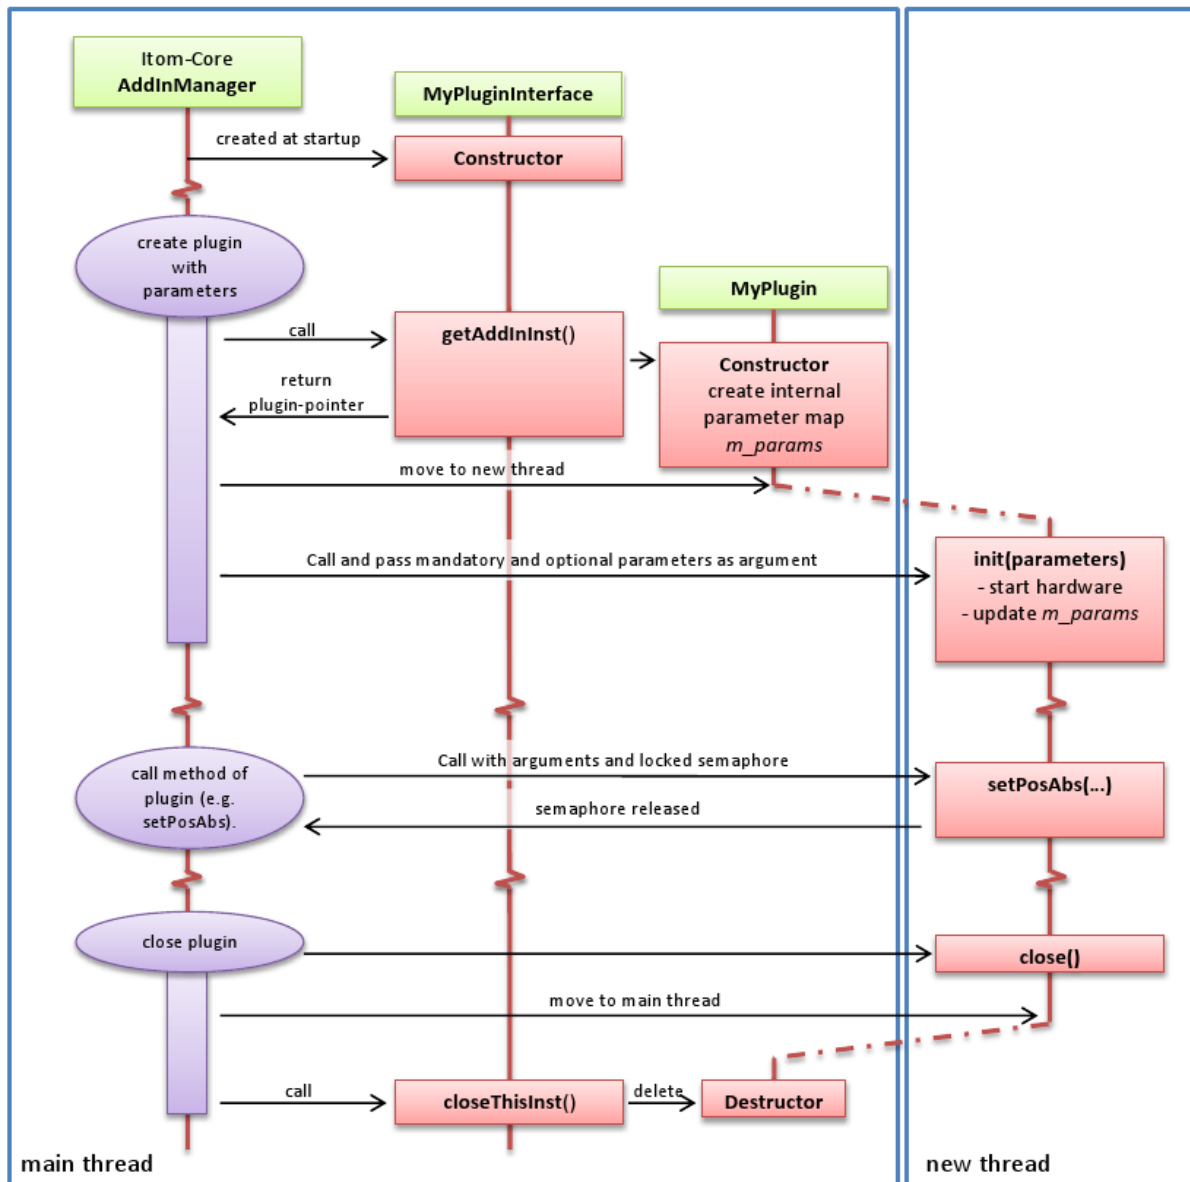 Itom-Core
AddInManager
MyPluginInterface
created at startup
Constructor
create plugin
with
parameters
MyPlugin
call
getAddInInst()
Constructor
create internal
parameter map
m_params
return
plugin-pointer
move to new thread
Call and pass mandatory and optional parameters as argument
init(parameters)
- start hardware
- update m_params
call method of
plugin (e.g.
setPosAbs).
Call with arguments and locked semaphore
setPosAbs(...)
semaphore released
close plugin
close()
move to main thread
call
closeThisInst()
delete
Destructor
main thread
new thread